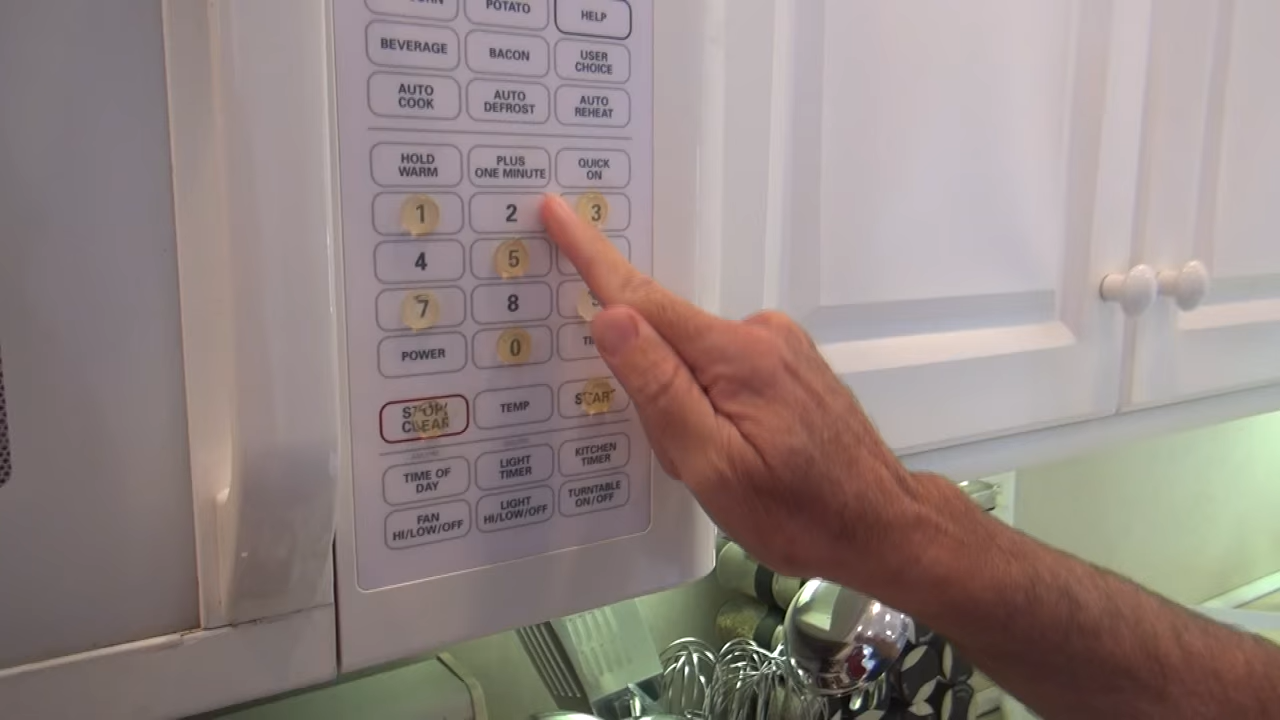 POTATO
HELP
BEVERAGE
BACON
USER
CHOICE
AUTO
COOK
AUTO
DEFROST
AUTO
REHEAT
HOLD
WARM
PLUS
ONE MINUTE
QUICK
ON
1
2
3
4
5
7
8
POWER
0
STOP/
CLEAR
TEMP
START
TIME OF
DAY
LIGHT
TIMER
KITCHEN
TIMER
FAN
HI/LOW/OFF
LIGHT
HI/LOW/OFF
TURNTABLE
ON/OFF